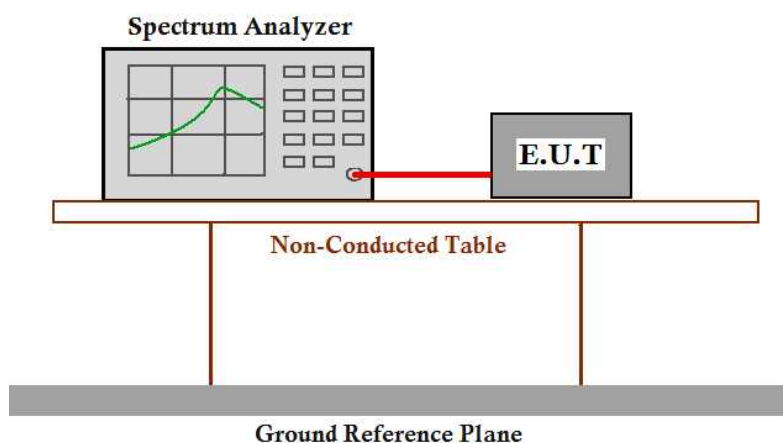 Spectrum Analyzer
E.U.T
Non-Conducted Table
Ground Reference Plane